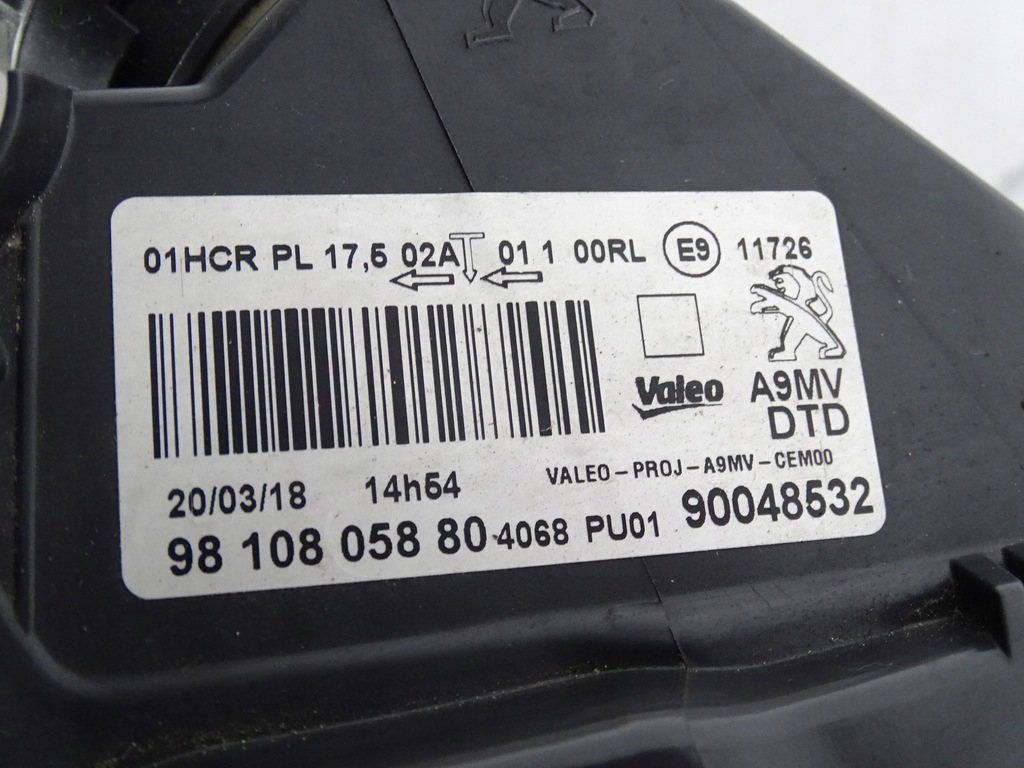 01HCR PL 17,5 02A 01 1 00RL E9 11726
Valeo A9MV
DTD
VALEO-PROJ-A9MV-CEM00
20/03/18 14h54
98 108 058 80 4068 PU01 90048532